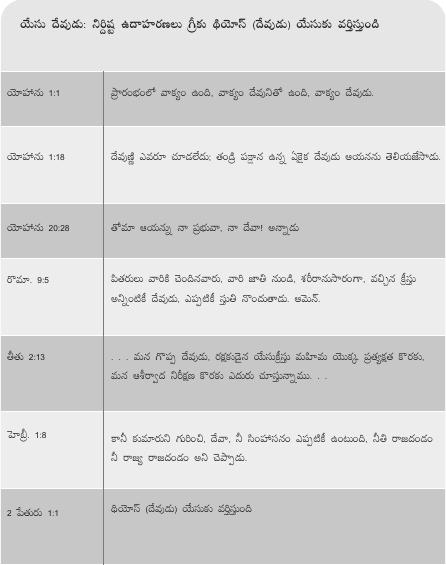 యేసు దేవుడు: నిర్దిష్ట ఉదాహరణలు గ్రీకు థియోస్ (దేవుడు) యేసుకు వర్తిస్తుంది
యోహాను 1:1
ప్రారంభంలో వాక్యం ఉంది, వాక్యం దేవునితో ఉంది, వాక్యం దేవుడు.
యోహాను 1:18
దేవుణ్ణి ఎవరూ చూడలేదు; తండ్రి పక్షాన ఉన్న ఏకైక దేవుడు ఆయనను తెలియజేసాడు.
యోహాను 20:28
తోమా ఆయన్ను నా ప్రభువా, నా దేవా! అన్నాడు
రొమా. 9:5
పితరులు వారికి చెందినవారు, వారి జాతి నుండి, శరీరానుసారంగా, వచ్చిన క్రీస్తు
అన్నింటికీ దేవుడు, ఎప్పటికీ స్తుతి నొందుతాడు. ఆమెన్.
తీతు 2:13
. . . మన గొప్ప దేవుడు, రక్షకుడైన యేసుక్రీస్తు మహిమ యొక్క ప్రత్యక్షత కొరకు,
మన ఆశీర్వాద నిరీక్షణ కొరకు ఎదురు చూస్తున్నాము. . .
హెబ్రీ. 1:8
కానీ కుమారుని గురించి, దేవా, నీ సింహాసనం ఎప్పటికీ ఉంటుంది, నీతి రాజదండం
నీ రాజ్య రాజదండం అని చెప్పాడు.
2 పేతురు 1:1
థియోస్ (దేవుడు) యేసుకు వర్తిస్తుంది